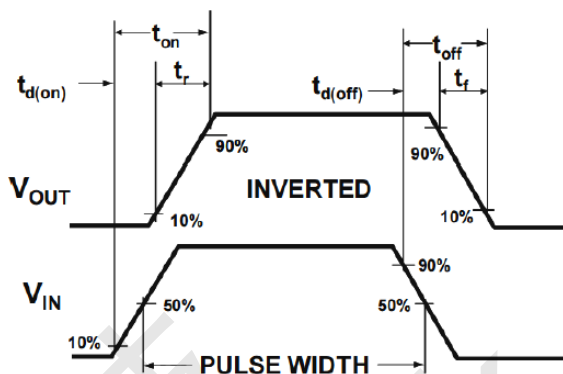 t_on
t_off
t_d(on)
t_r
t_d(off)
t_f
90%
90%
V_OUT
INVERTED
10%
10%
90%
V_IN
50%
50%
10%
PULSE WIDTH